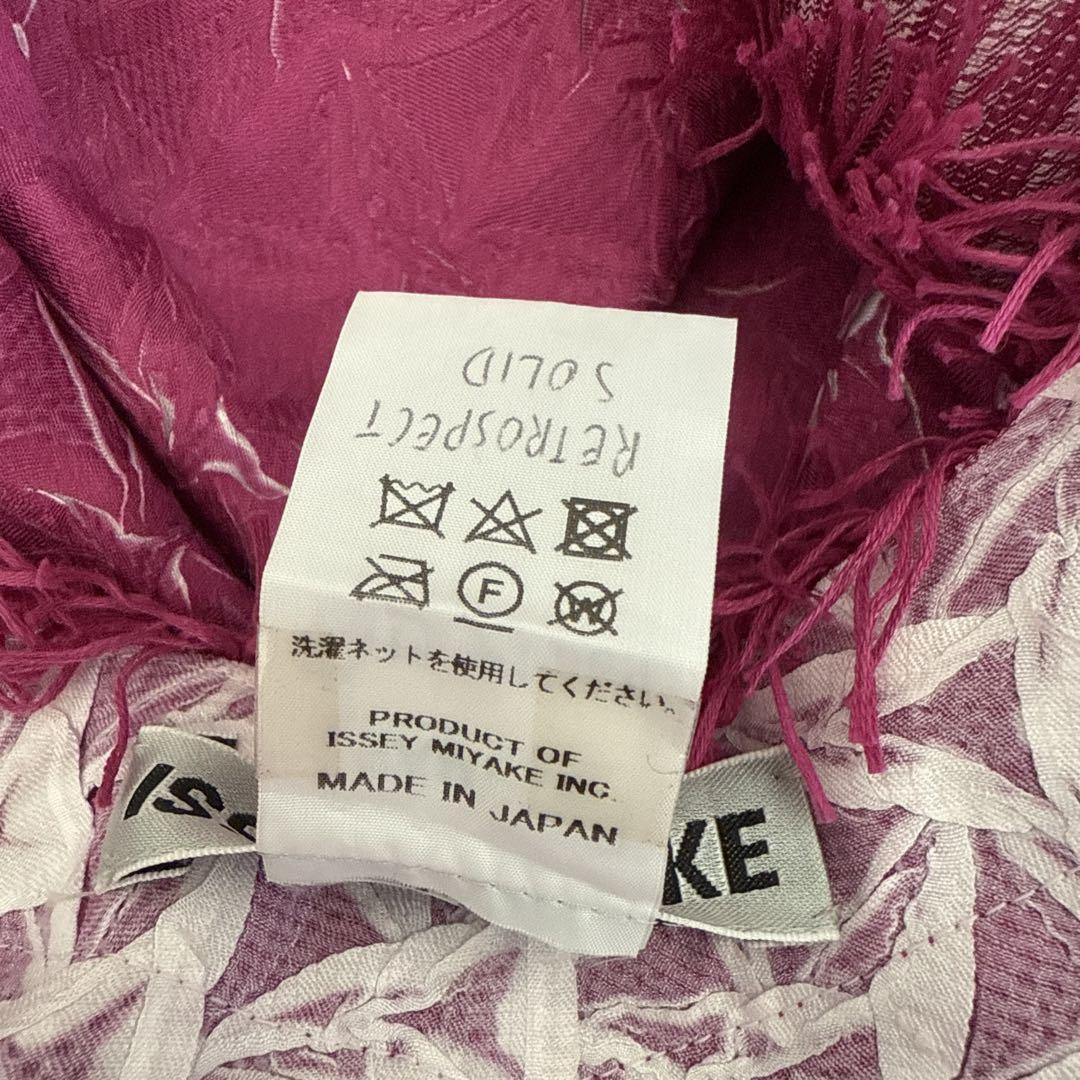 RETROSPECT
SOLID
F
W
洗濯ネットを使用してください。
PRODUCT OF
ISSEY MIYAKE INC.
MADE IN JAPAN
ISS
KE